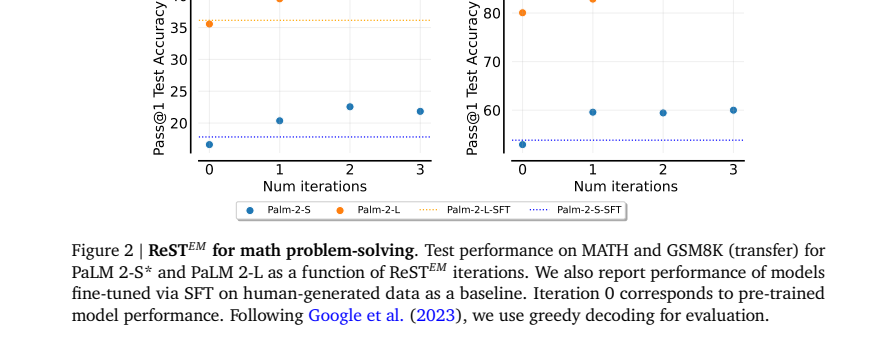 Pass@1 Test Accuracy
35
30
25
20
0 1 2 3
Num iterations
Pass@1 Test Accuracy
80
70
60
0 1 2 3
Num iterations
Palm-2-S Palm-2-L Palm-2-L-SFT Palm-2-S-SFT
Figure 2 | ReST^EM for math problem-solving. Test performance on MATH and GSM8K (transfer) for
PaLM 2-S* and PaLM 2-L as a function of ReST^EM iterations. We also report performance of models
fine-tuned via SFT on human-generated data as a baseline. Iteration 0 corresponds to pre-trained
model performance. Following Google et al. (2023), we use greedy decoding for evaluation.